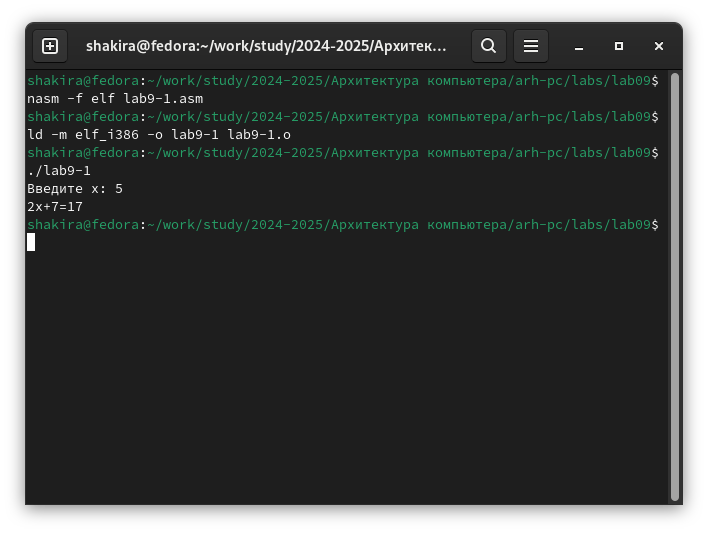 shakira@fedora:~/work/study/2024-2025/Архитек...
shakira@fedora:~/work/study/2024-2025/Архитектура компьютера/arh-pc/labs/lab09$
nasm -f elf lab9-1.asm
shakira@fedora:~/work/study/2024-2025/Архитектура компьютера/arh-pc/labs/lab09$
ld -m elf_i386 -o lab9-1 lab9-1.o
shakira@fedora:~/work/study/2024-2025/Архитектура компьютера/arh-pc/labs/lab09$
./lab9-1
Введите x: 5
2x+7=17
shakira@fedora:~/work/study/2024-2025/Архитектура компьютера/arh-pc/labs/lab09$